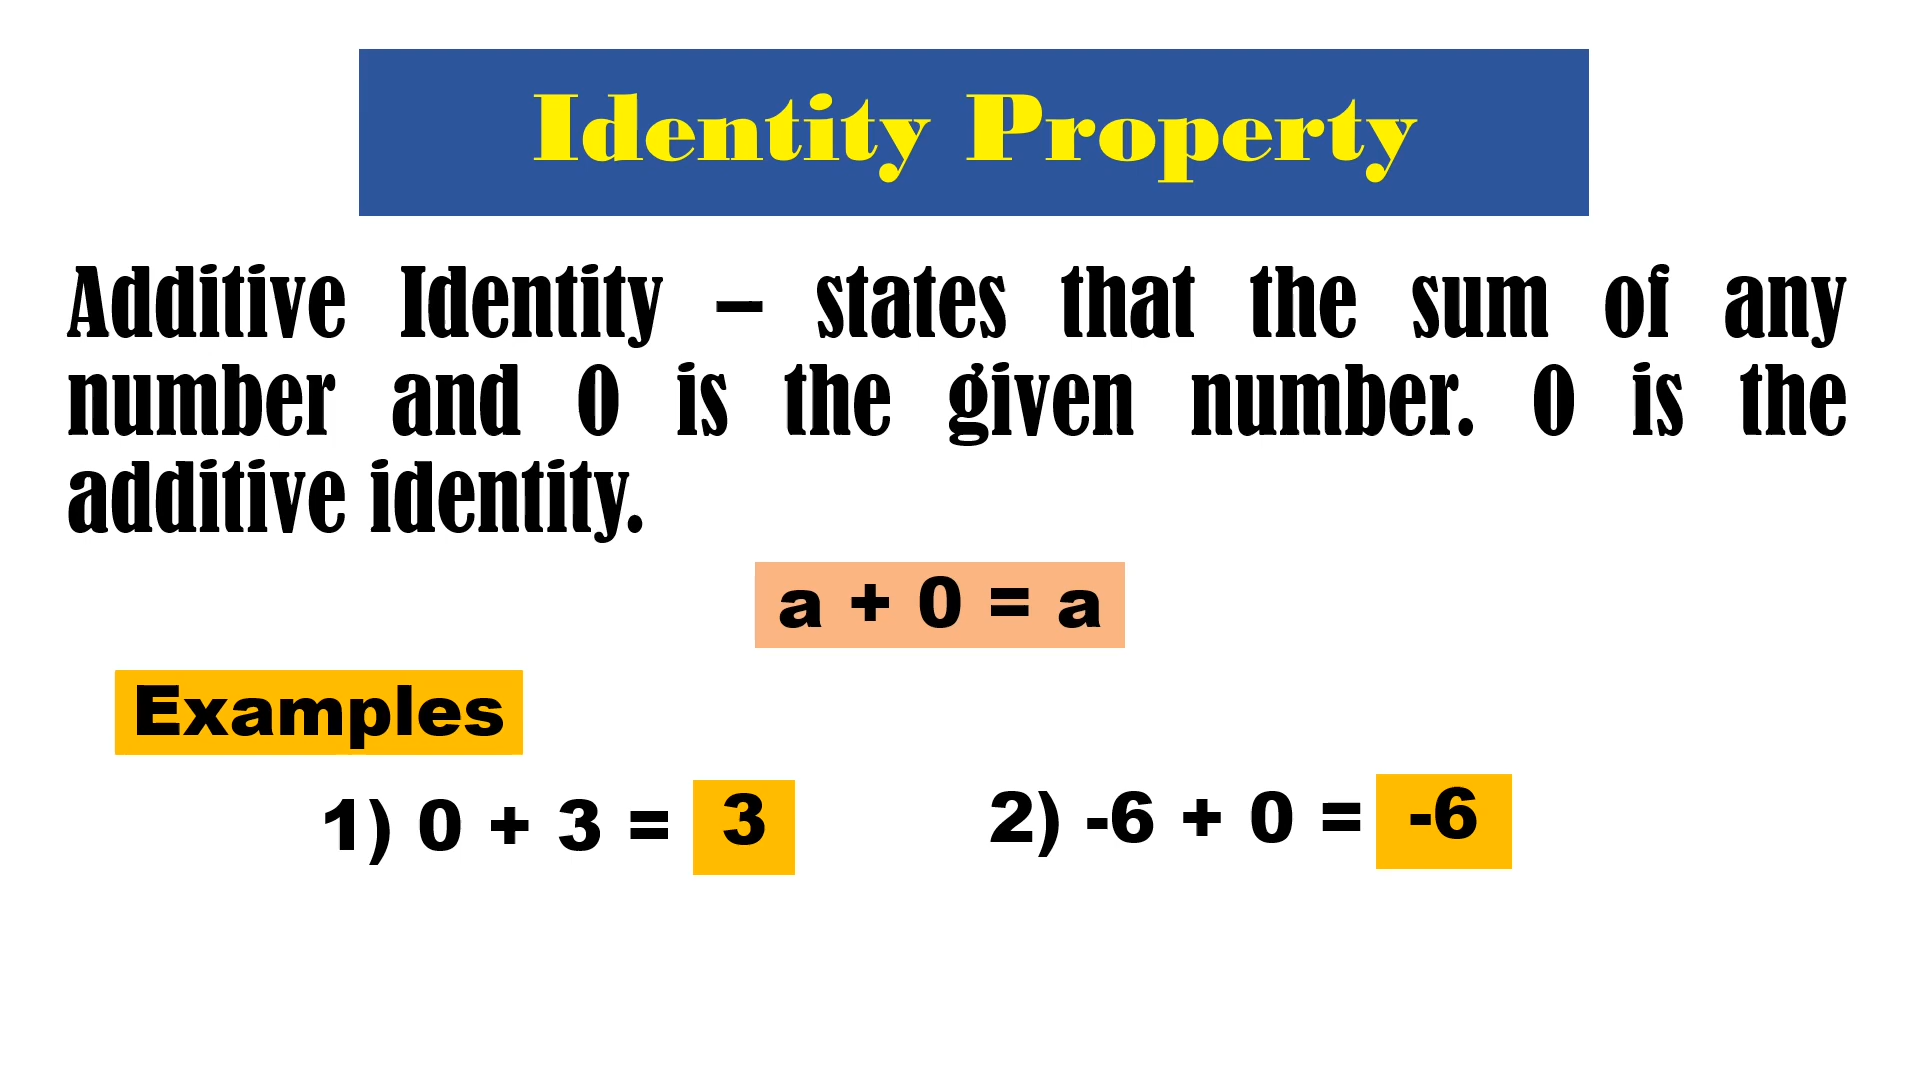 Identity Property
Additive Identity – states that the sum of any
number and 0 is the given number. 0 is the
additive identity.
a + 0 = a
Examples
1) 0 + 3 = 3
2) -6 + 0 = -6